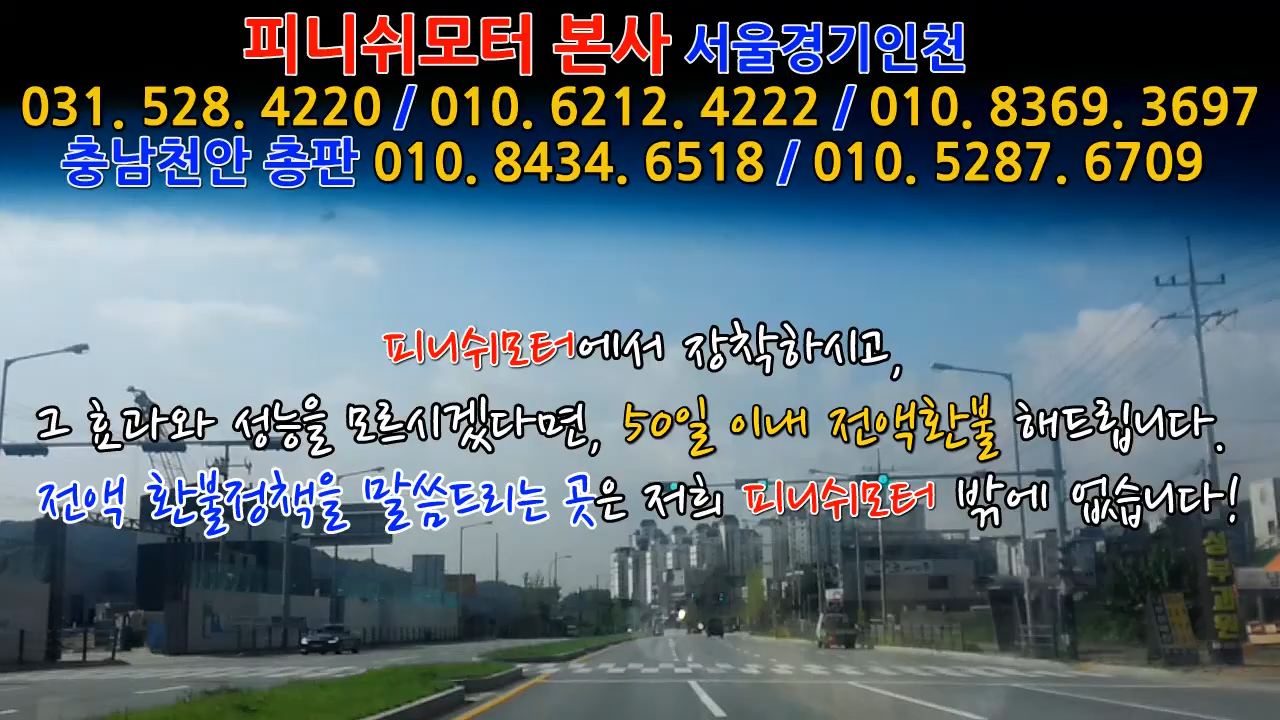 피니쉬모터 본사 서울경기인천
031. 528. 4220 / 010. 6212. 4222 / 010. 8369. 3697
충남천안 총판 010. 8434. 6518 / 010. 5287. 6709
피니쉬모터에서 장착하시고,
그 효과와 성능을 모르시겠다면, 50일 이내 전액환불 해드립니다.
전액 환불정책을 말씀드리는 곳은 저희 피니쉬모터 밖에 없습니다!